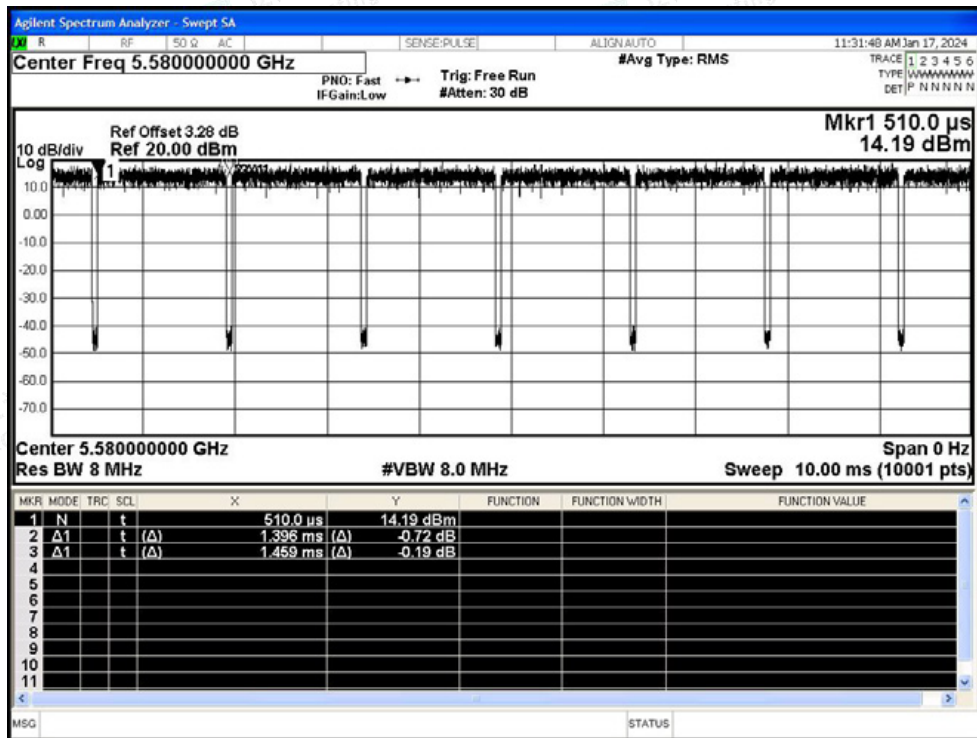 Agilent Spectrum Analyzer - Swept SA
LXI R RF 50 Ω AC SENSE:PULSE ALIGN AUTO 11:31:48 AM Jan 17, 2024
Center Freq 5.580000000 GHz #Avg Type: RMS TRACE 1 2 3 4 5 6
PNO: Fast Trig: Free Run TYPE WWWWWW
IFGain:Low #Atten: 30 dB DET P N N N N N
Mkr1 510.0 µs
Ref Offset 3.28 dB
10 dB/div Ref 20.00 dBm 14.19 dBm
Log
1
10.0
0.00
-10.0
-20.0
-30.0
-40.0
-50.0
-60.0
-70.0
Center 5.580000000 GHz Span 0 Hz
Res BW 8 MHz #VBW 8.0 MHz Sweep 10.00 ms (10001 pts)
MKR MODE TRC SCL X Y FUNCTION FUNCTION WIDTH FUNCTION VALUE
1 N t 510.0 µs 14.19 dBm
2 Δ1 t (Δ) 1.396 ms (Δ) -0.72 dB
3 Δ1 t (Δ) 1.459 ms (Δ) -0.19 dB
4
5
6
7
8
9
10
11
MSG STATUS